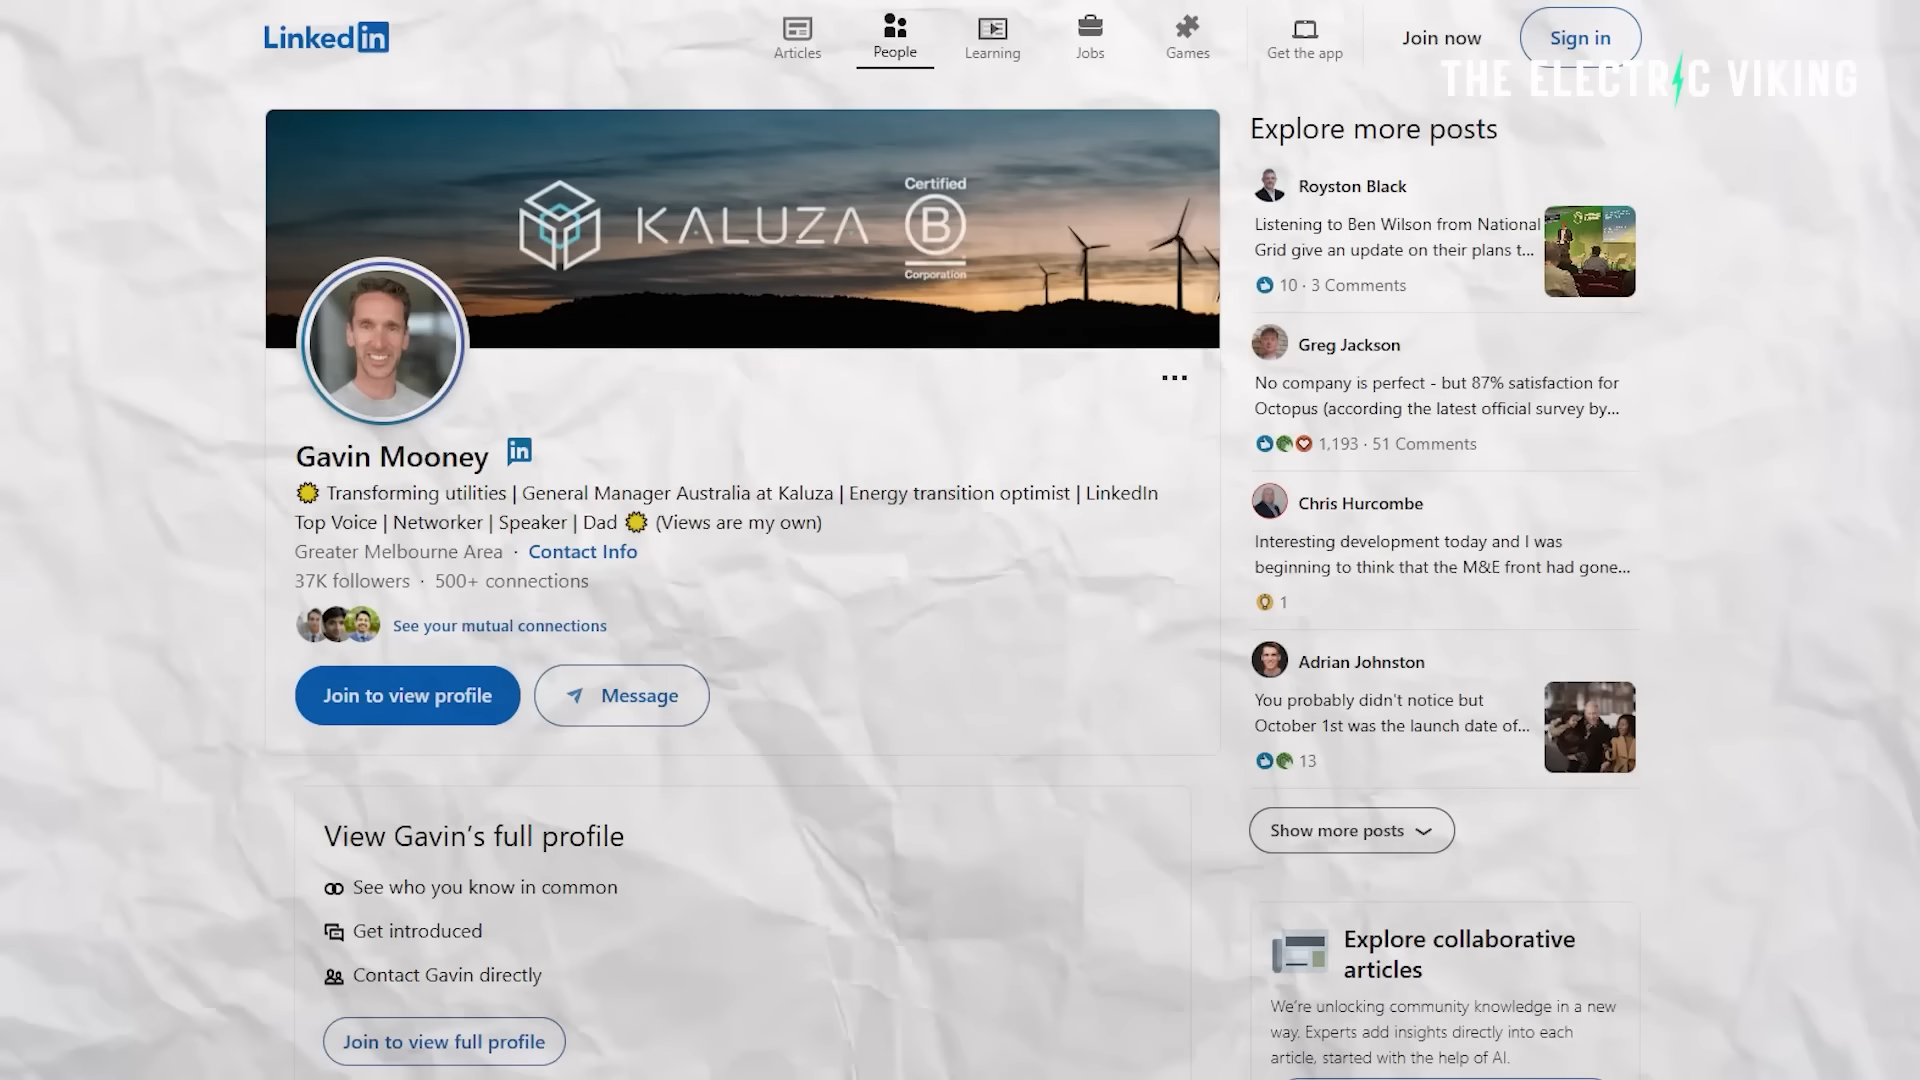 Linked in
Articles
People
Learning
Jobs
Games
Get the app
Join now
Sign in
THE ELECTRIC VIKING
KALUZA
Certified
B
Corporation
Gavin Mooney in
Transforming utilities | General Manager Australia at Kaluza | Energy transition optimist | LinkedIn
Top Voice | Networker | Speaker | Dad (Views are my own)
Greater Melbourne Area · Contact Info
37K followers · 500+ connections
See your mutual connections
Join to view profile
Message
View Gavin’s full profile
See who you know in common
Get introduced
Contact Gavin directly
Join to view full profile
Explore more posts
Royston Black
Listening to Ben Wilson from National
Grid give an update on their plans t...
10 · 3 Comments
Greg Jackson
No company is perfect - but 87% satisfaction for
Octopus (according the latest official survey by...
1,193 · 51 Comments
Chris Hurcombe
Interesting development today and I was
beginning to think that the M&E front had gone...
1
Adrian Johnston
You probably didn't notice but
October 1st was the launch date of...
13
Show more posts
Explore collaborative
articles
We’re unlocking community knowledge in a new
way. Experts add insights directly into each
article, started with the help of AI.